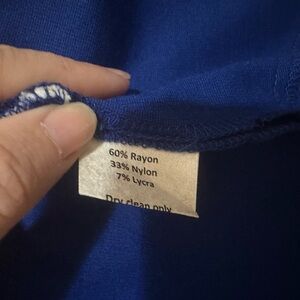 60% Rayon
33% Nylon
7% Lycra
Dry clean only